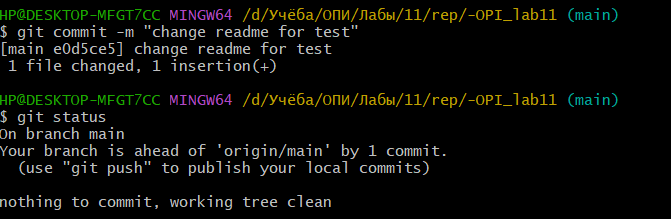 HP@DESKTOP-MFGT7CC MINGW64 /d/Учёба/ОПИ/Лабы/11/rep/-OPI_lab11 (main)
$ git commit -m "change readme for test"
[main e0d5ce5] change readme for test
 1 file changed, 1 insertion(+)

HP@DESKTOP-MFGT7CC MINGW64 /d/Учёба/ОПИ/Лабы/11/rep/-OPI_lab11 (main)
$ git status
On branch main
Your branch is ahead of 'origin/main' by 1 commit.
  (use "git push" to publish your local commits)

nothing to commit, working tree clean